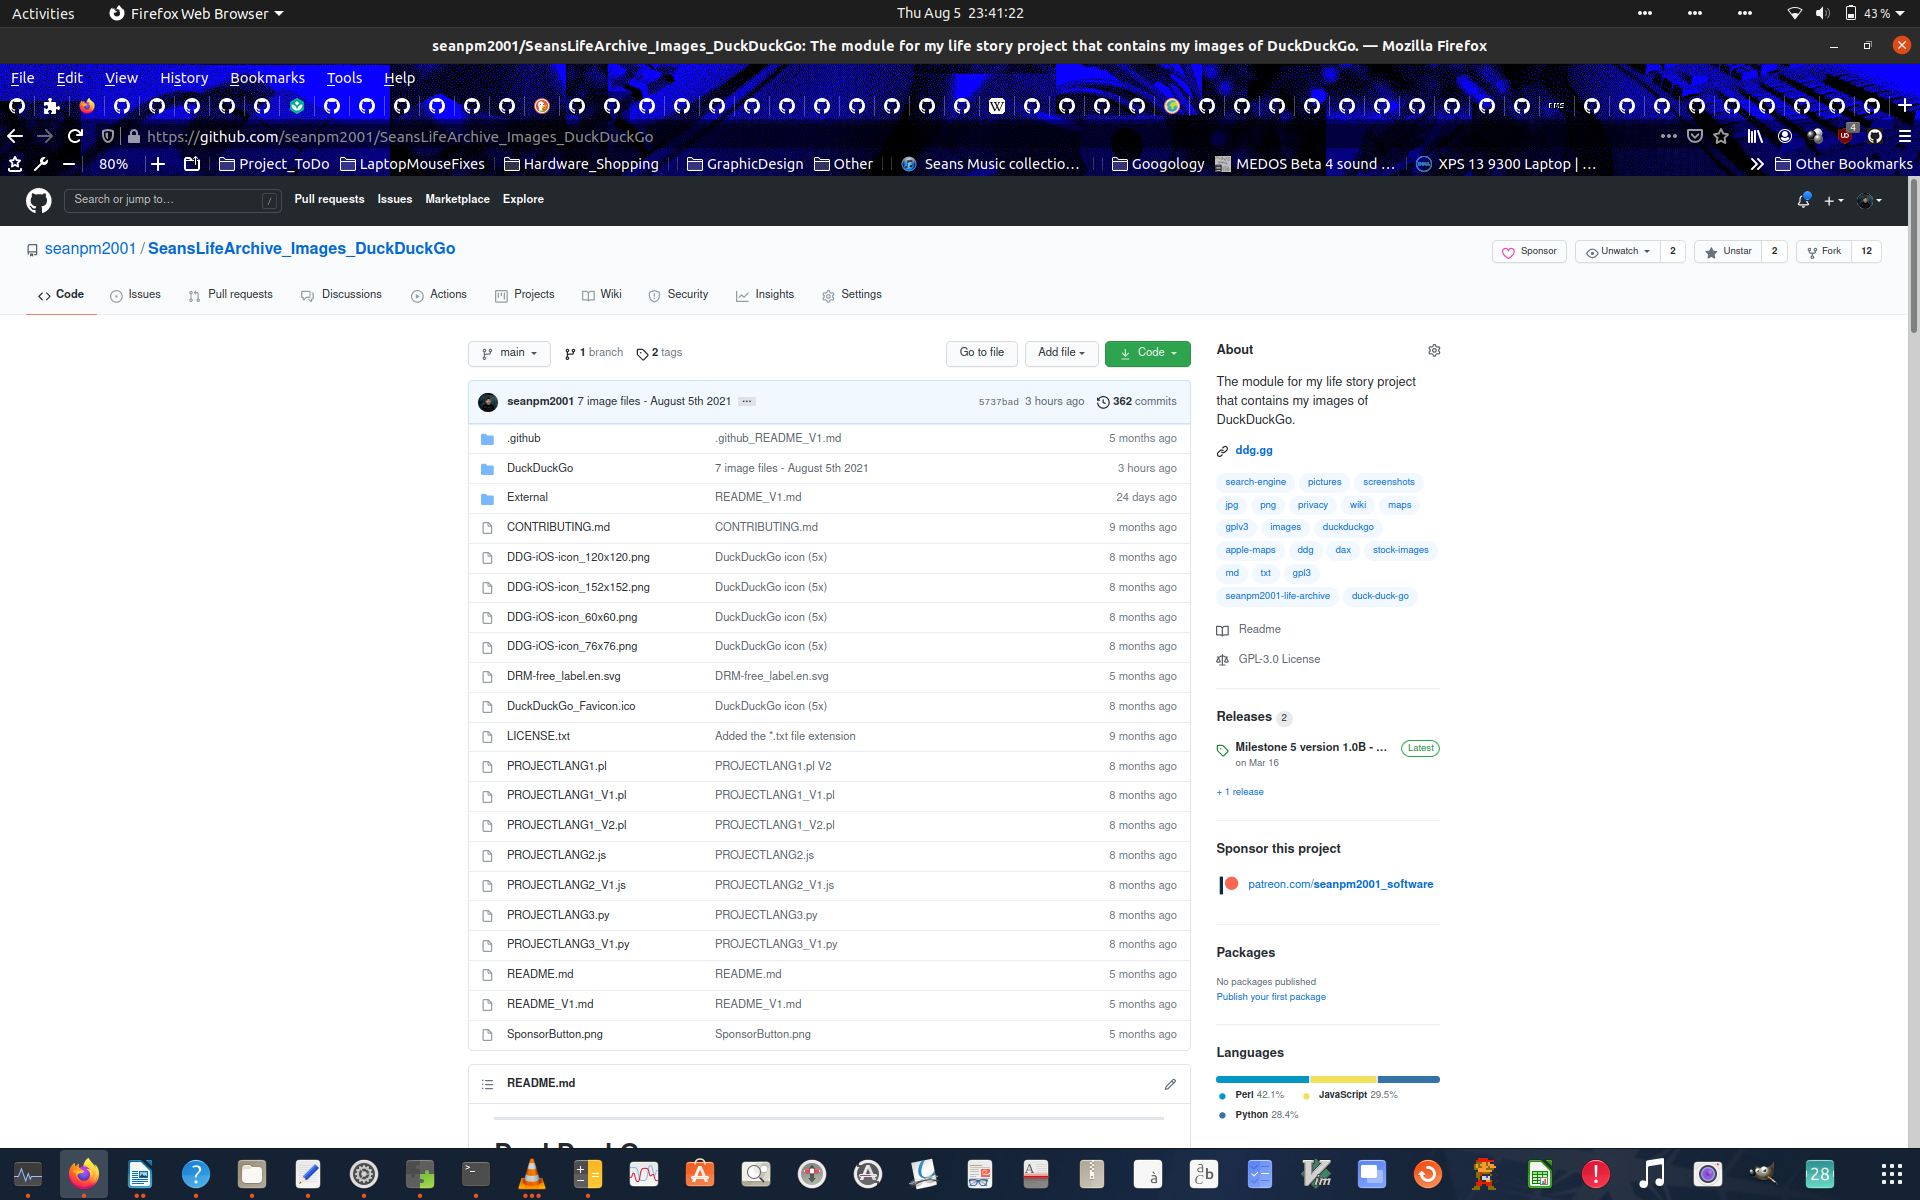 Activities Firefox Web Browser Thu Aug 5 23:41:22 43 %
seanpm2001/SeansLifeArchive_Images_DuckDuckGo: The module for my life story project that contains my images of DuckDuckGo. — Mozilla Firefox
File Edit View History Bookmarks Tools Help
https://github.com/seanpm2001/SeansLifeArchive_Images_DuckDuckGo 4
80% Project_ToDo LaptopMouseFixes Hardware_Shopping GraphicDesign Other Seans Music collectio… Googology MEDOS Beta 4 sound … XPS 13 9300 Laptop | … Other Bookmarks
Search or jump to… / Pull requests Issues Marketplace Explore
seanpm2001 / SeansLifeArchive_Images_DuckDuckGo Sponsor Unwatch 2 Unstar 2 Fork 12
Code Issues Pull requests Discussions Actions Projects Wiki Security Insights Settings
main 1 branch 2 tags Go to file Add file Code
seanpm2001 7 image files - August 5th 2021 … 5737bad 3 hours ago 362 commits
.github .github_README_V1.md 5 months ago
DuckDuckGo 7 image files - August 5th 2021 3 hours ago
External README_V1.md 24 days ago
CONTRIBUTING.md CONTRIBUTING.md 9 months ago
DDG-iOS-icon_120x120.png DuckDuckGo icon (5x) 8 months ago
DDG-iOS-icon_152x152.png DuckDuckGo icon (5x) 8 months ago
DDG-iOS-icon_60x60.png DuckDuckGo icon (5x) 8 months ago
DDG-iOS-icon_76x76.png DuckDuckGo icon (5x) 8 months ago
DRM-free_label.en.svg DRM-free_label.en.svg 5 months ago
DuckDuckGo_Favicon.ico DuckDuckGo icon (5x) 8 months ago
LICENSE.txt Added the *.txt file extension 9 months ago
PROJECTLANG1.pl PROJECTLANG1.pl V2 8 months ago
PROJECTLANG1_V1.pl PROJECTLANG1_V1.pl 8 months ago
PROJECTLANG1_V2.pl PROJECTLANG1_V2.pl 8 months ago
PROJECTLANG2.js PROJECTLANG2.js 8 months ago
PROJECTLANG2_V1.js PROJECTLANG2_V1.js 8 months ago
PROJECTLANG3.py PROJECTLANG3.py 8 months ago
PROJECTLANG3_V1.py PROJECTLANG3_V1.py 8 months ago
README.md README.md 5 months ago
README_V1.md README_V1.md 5 months ago
SponsorButton.png SponsorButton.png 5 months ago
README.md
About
The module for my life story project
that contains my images of
DuckDuckGo.
ddg.gg
search-engine pictures screenshots
jpg png privacy wiki maps
gplv3 images duckduckgo
apple-maps ddg dax stock-images
md txt gpl3
seanpm2001-life-archive duck-duck-go
Readme
GPL-3.0 License
Releases 2
Milestone 5 version 1.0B - … Latest
on Mar 16
+ 1 release
Sponsor this project
patreon.com/seanpm2001_software
Packages
No packages published
Publish your first package
Languages
Perl 42.1% JavaScript 29.5%
Python 28.4%
28